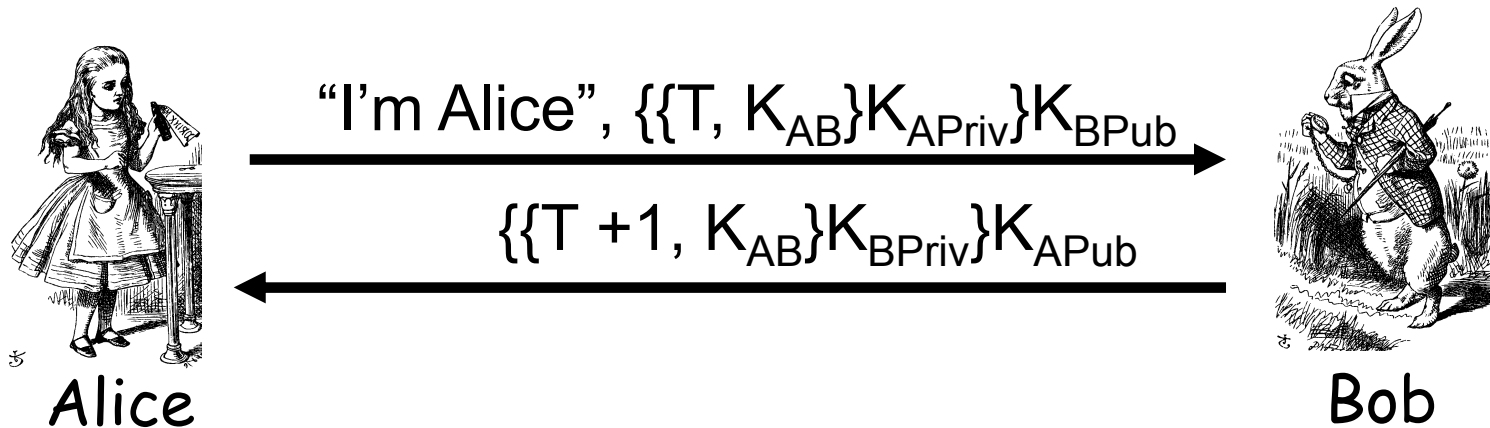 “I’m Alice”, {{T, K_AB}K_APriv}K_BPub
{{T +1, K_AB}K_BPriv}K_APub
Alice
Bob